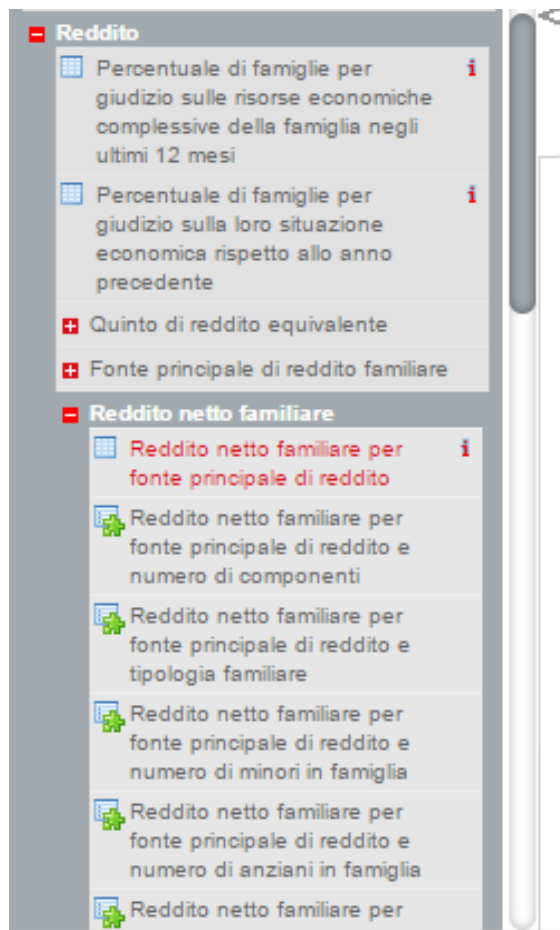 Reddito
Percentuale di famiglie per
giudizio sulle risorse economiche
complessive della famiglia negli
ultimi 12 mesi
Percentuale di famiglie per
giudizio sulla loro situazione
economica rispetto allo anno
precedente
Quinto di reddito equivalente
Fonte principale di reddito familiare
Reddito netto familiare
Reddito netto familiare per
fonte principale di reddito
Reddito netto familiare per
fonte principale di reddito e
numero di componenti
Reddito netto familiare per
fonte principale di reddito e
tipologia familiare
Reddito netto familiare per
fonte principale di reddito e
numero di minori in famiglia
Reddito netto familiare per
fonte principale di reddito e
numero di anziani in famiglia
Reddito netto familiare per